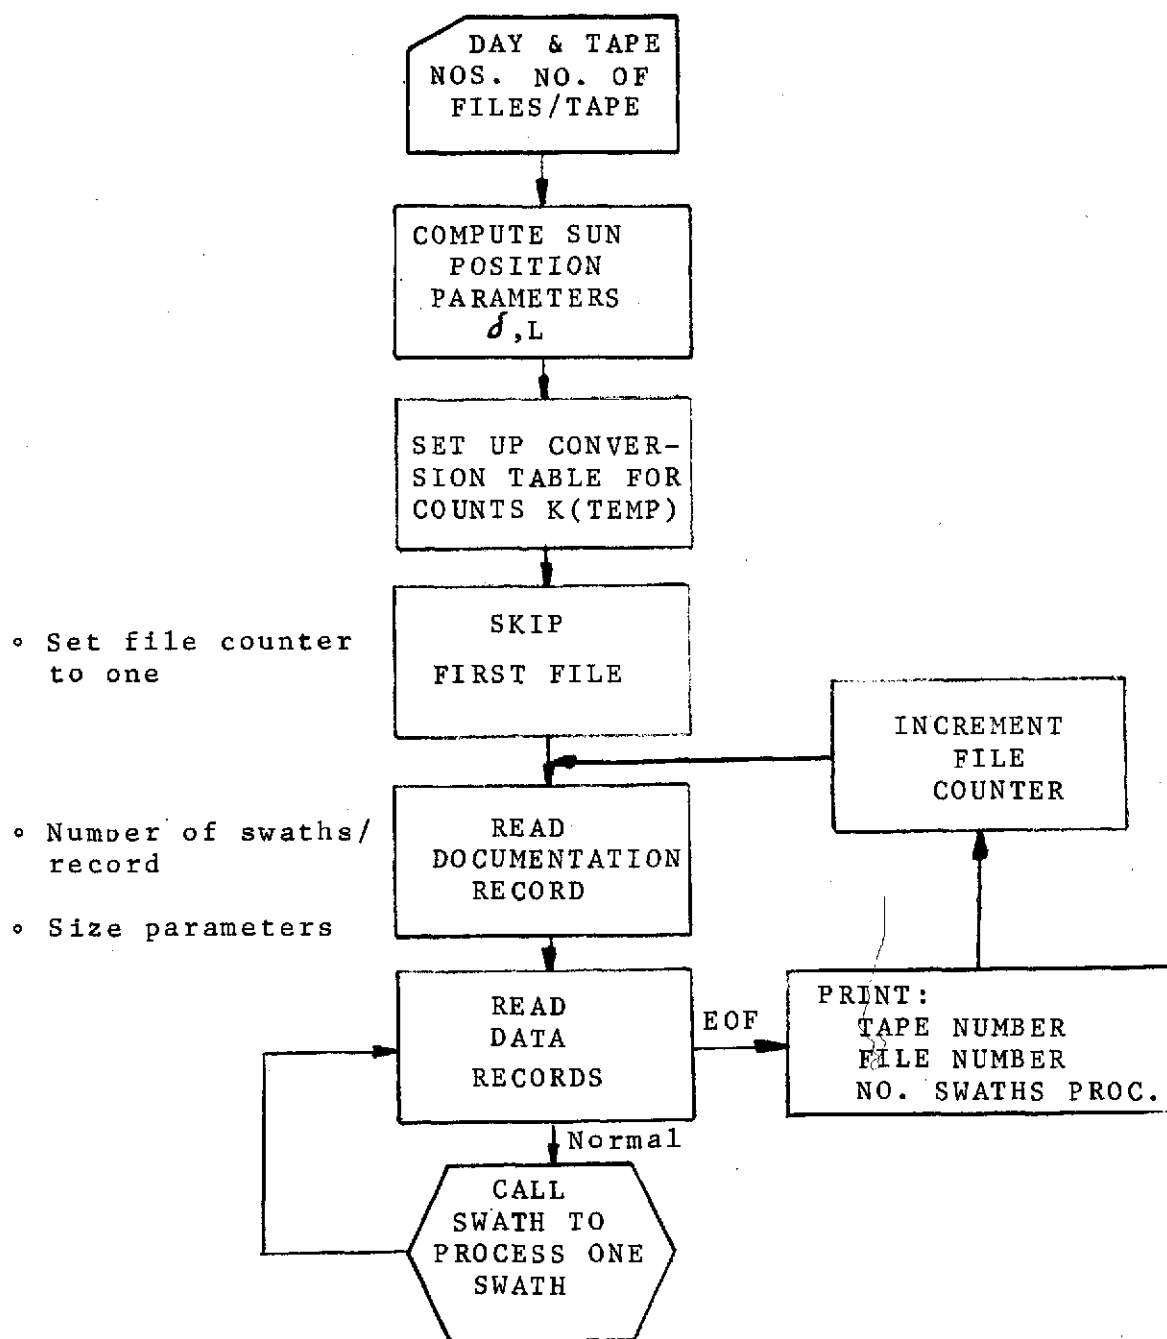 DAY & TAPE
NOS. NO. OF
FILES/TAPE
COMPUTE SUN
POSITION
PARAMETERS
δ,L
SET UP CONVER-
SION TABLE FOR
COUNTS K(TEMP)
SKIP
FIRST FILE
° Set file counter
to one
INCREMENT
FILE
COUNTER
° Number of swaths/
record
° Size parameters
READ
DOCUMENTATION
RECORD
READ
DATA
RECORDS
EOF
PRINT:
TAPE NUMBER
FILE NUMBER
NO. SWATHS PROC.
Normal
CALL
SWATH TO
PROCESS ONE
SWATH